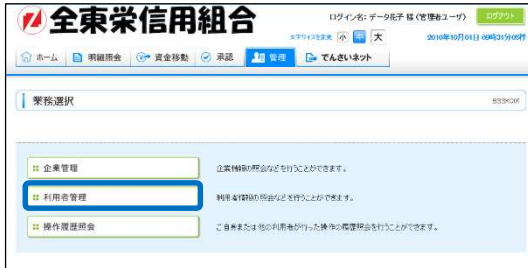 全東栄信用組合
ログイン名: データ花子 様 (管理者ユーザ)
ログアウト
文字サイズを変更 小 中 大
2010年10月01日 09時31分05秒
ホーム 明細照会 資金移動 承認 管理 でんさいネット
業務選択
BSSK001
企業管理
企業情報の照会などを行うことができます。
利用者管理
利用者情報の照会などを行うことができます。
操作履歴照会
ご自身または他の利用者が行った操作の履歴照会を行うことができます。